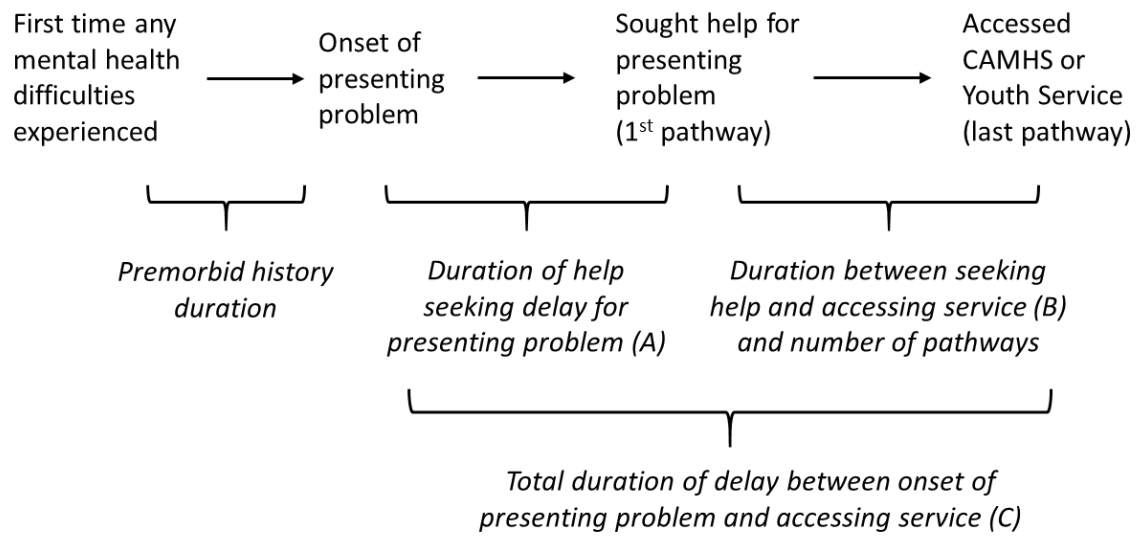 First time any
mental health
difficulties
experienced
Onset of
presenting
problem
Sought help for
presenting
problem
(1st pathway)
Accessed
CAMHS or
Youth Service
(last pathway)
Premorbid history
duration
Duration of help
seeking delay for
presenting problem (A)
Duration between seeking
help and accessing service (B)
and number of pathways
Total duration of delay between onset of
presenting problem and accessing service (C)